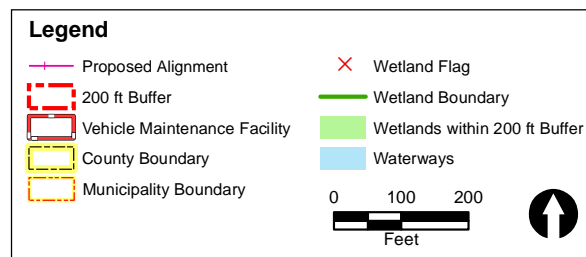 Legend
Proposed Alignment
200 ft Buffer
Vehicle Maintenance Facility
County Boundary
Municipality Boundary
Wetland Flag
Wetland Boundary
Wetlands within 200 ft Buffer
Waterways
0 100 200
Feet